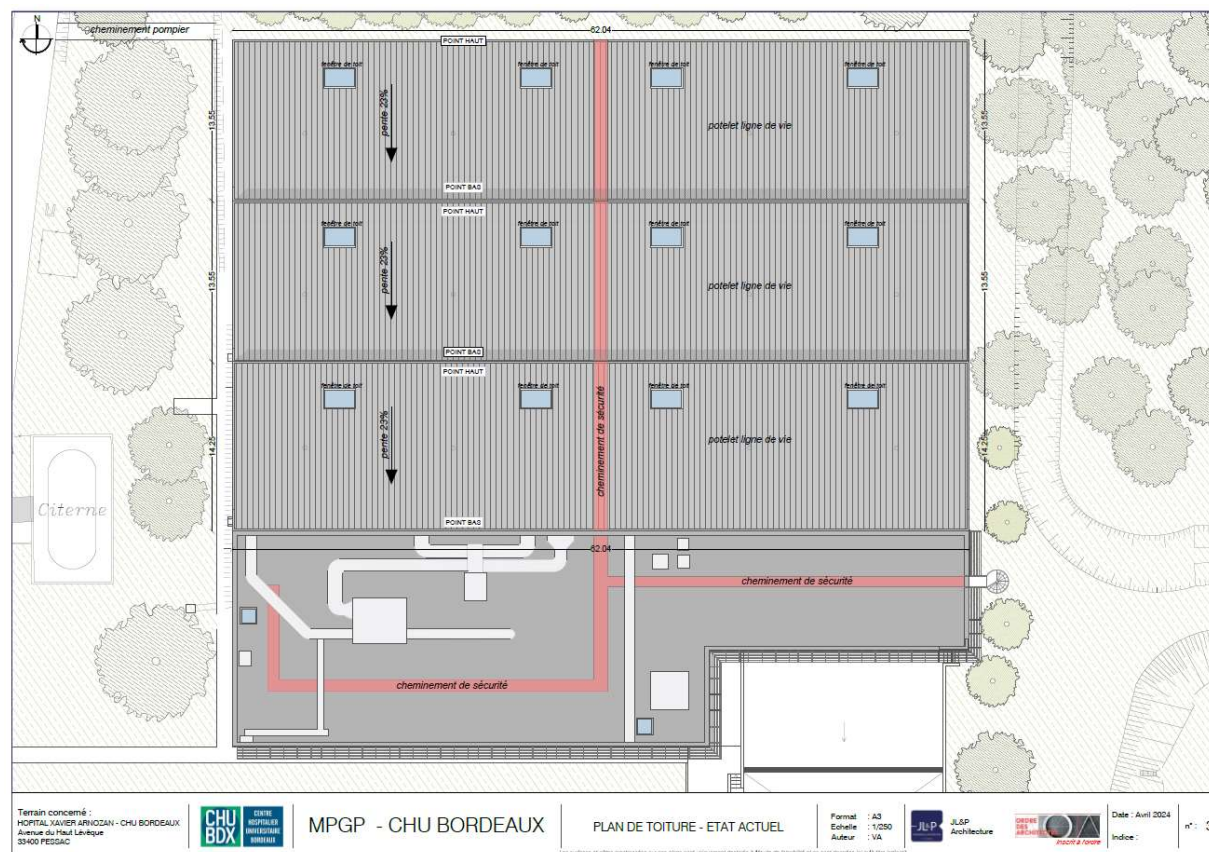 N
cheminement pompier
62.04
POINT HAUT
fenêtre de toit
fenêtre de toit
fenêtre de toit
fenêtre de toit
13.55
pente 23%
potelet ligne de vie
13.55
POINT BAS
POINT HAUT
fenêtre de toit
fenêtre de toit
fenêtre de toit
fenêtre de toit
13.55
pente 23%
potelet ligne de vie
13.55
POINT BAS
POINT HAUT
fenêtre de toit
fenêtre de toit
fenêtre de toit
fenêtre de toit
14.25
pente 23%
cheminement de sécurité
potelet ligne de vie
14.25
Citerne
POINT BAS
62.04
cheminement de sécurité
cheminement de sécurité
Terrain concerné :
HOPITAL XAVIER ARNOZAN - CHU BORDEAUX
Avenue du Haut Lévêque
33400 PESSAC
CHU
BDX
CENTRE
HOSPITALIER
UNIVERSITAIRE
BORDEAUX
MPGP - CHU BORDEAUX
PLAN DE TOITURE - ETAT ACTUEL
Format : A3
Echelle : 1/250
Auteur : VA
JL&P
JL&P
Architecture
ORDRE
DES
ARCHITECTES
Inscrit à l'ordre
Date : Avril 2024
Indice :
n° : 3